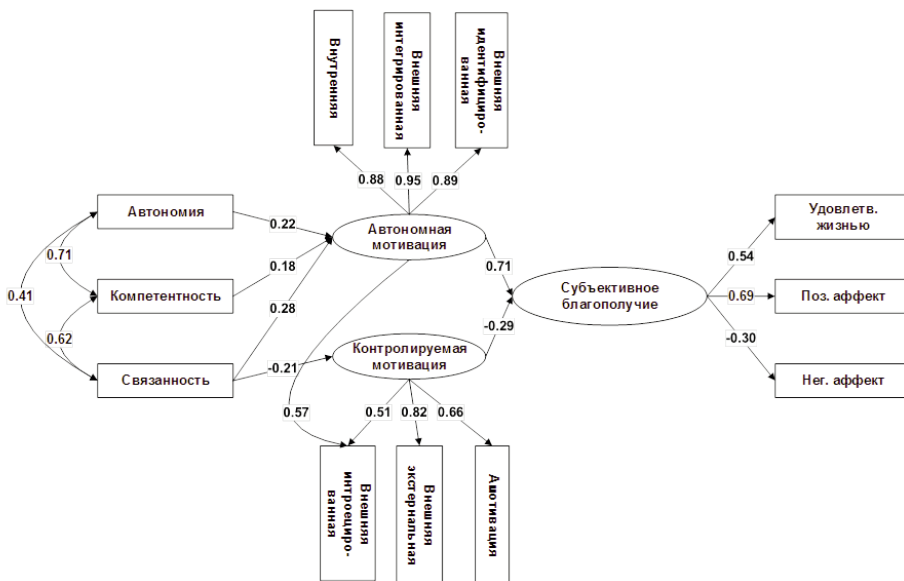 Внутренняя
Внешняя
интегрированная
Внешняя
идентифициро-
ванная
0.88
0.95
0.89
Автономия
0.22
Автономная
мотивация
Удовлетв.
жизнью
0.71
0.54
0.71
0.18
0.41
Компетентность
Субъективное
благополучие
0.69
Поз. аффект
0.28
0.62
-0.29
-0.30
Контролируемая
мотивация
Связанность
-0.21
Нег. аффект
0.57
0.51
0.82
0.66
Внешняя
интроециро-
ванная
Внешняя
экстернальная
Амотивация